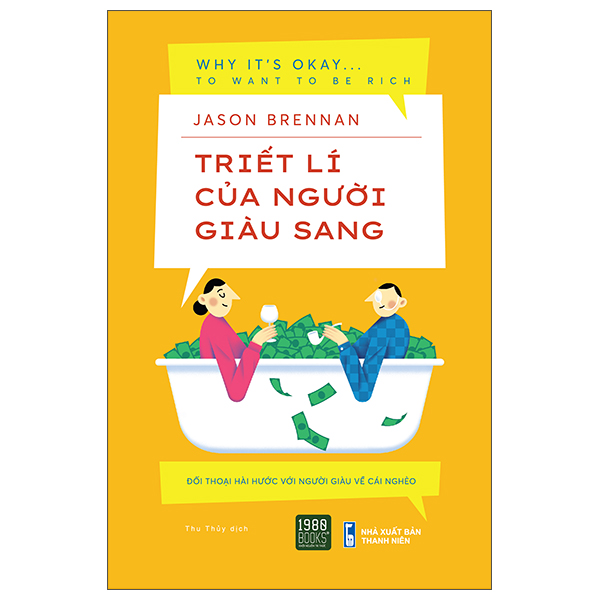 WHY IT'S OKAY...
TO WANT TO BE RICH
JASON BRENNAN
TRIẾT LÍ
CỦA NGƯỜI
GIÀU SANG
ĐỐI THOẠI HÀI HƯỚC VỚI NGƯỜI GIÀU VỀ CÁI NGHÈO
Thu Thủy dịch
1980
BOOKS
NHÀ XUẤT BẢN
THANH NIÊN